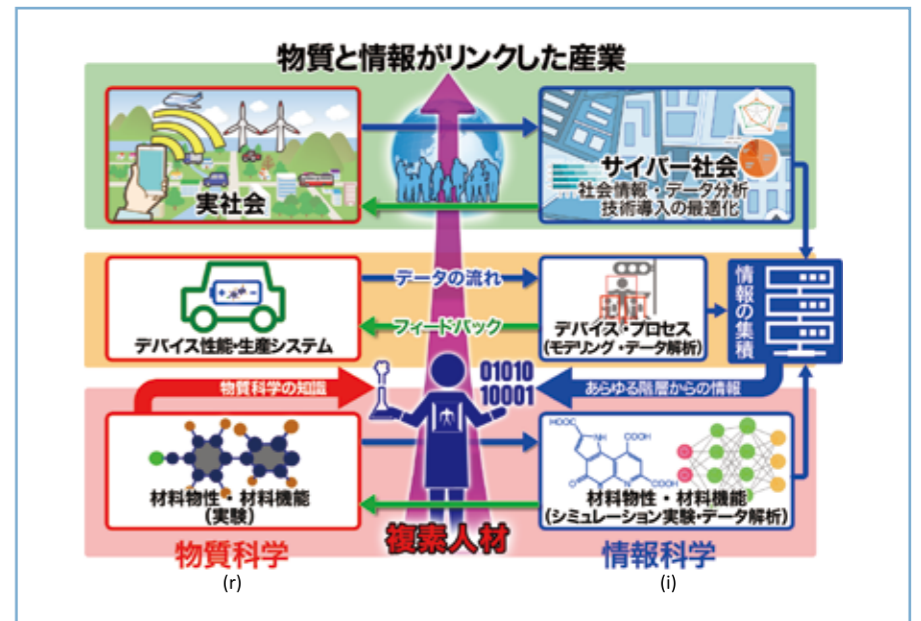 物質と情報がリンクした産業
実社会
サイバー社会
社会情報・データ分析
技術導入の最適化
データの流れ
フィードバック
デバイス性能・生産システム
デバイス・プロセス
(モデリング・データ解析)
情報の集積
物質科学の知識
01010
10001
あらゆる階層からの情報
材料物性・材料機能
(実験)
HOOC
COOH
HN
N
O
COOH
材料物性・材料機能
(シミュレーション実験・データ解析)
複素人材
物質科学
(r)
情報科学
(i)